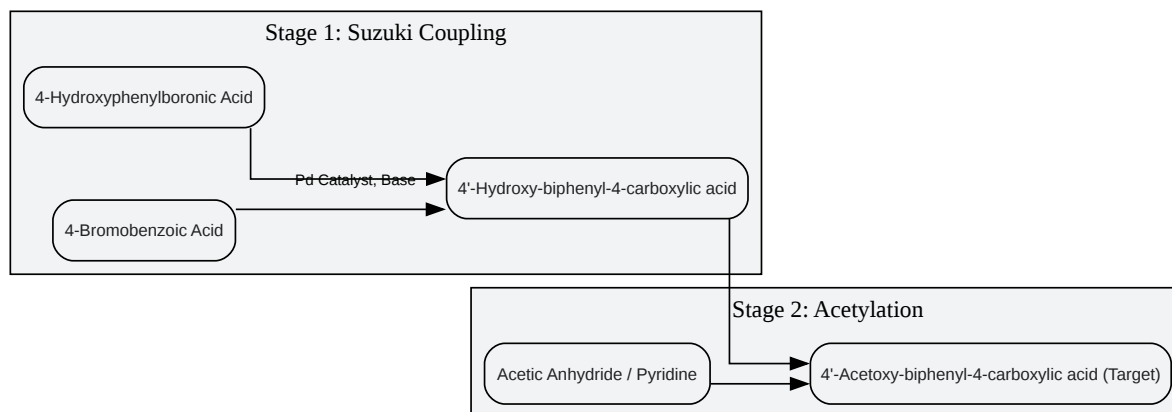 Stage 1: Suzuki Coupling
4-Hydroxyphenylboronic Acid
Pd Catalyst, Base
4'-Hydroxy-biphenyl-4-carboxylic acid
4-Bromobenzoic Acid
Stage 2: Acetylation
Acetic Anhydride / Pyridine
4'-Acetoxy-biphenyl-4-carboxylic acid (Target)